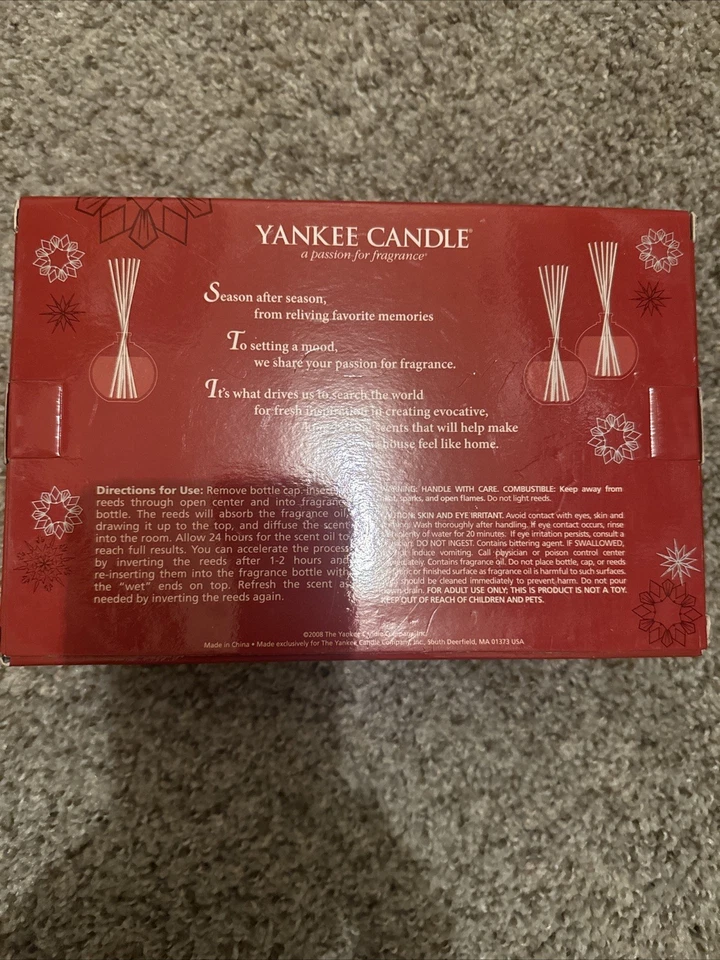 YANKEE CANDLE®
a passion for fragrance®
Season after season,
from reliving favorite memories
To setting a mood,
we share your passion for fragrance.
It's what drives us to search the world
for fresh inspiration in creating evocative,
scents that will help make
house feel like home.
Directions for Use: Remove bottle cap, insert
reeds through open center and into fragrance
bottle. The reeds will absorb the fragrance oil,
drawing it up to the top, and diffuse the scent
into the room. Allow 24 hours for the scent oil to
reach full results. You can accelerate the process
by inverting the reeds after 1-2 hours and
re-inserting them into the fragrance bottle with
the "wet" ends on top. Refresh the scent
needed by inverting the reeds again.
WARNING: HANDLE WITH CARE. COMBUSTIBLE: Keep away from
sparks, and open flames. Do not light reeds.
CAUTION: SKIN AND EYE IRRITANT. Avoid contact with eyes, skin and
Wash thoroughly after handling. If eye contact occurs, rinse
plenty of water for 20 minutes. If eye irritation persists, consult a
DO NOT INGEST. Contains bittering agent. IF SWALLOWED,
induce vomiting. Call physician or poison control center
Contains fragrance oil. Do not place bottle, cap, or reeds
or finished surface as fragrance oil is harmful to such surfaces.
should be cleaned immediately to prevent harm. Do not pour
down drain. FOR ADULT USE ONLY; THIS IS PRODUCT IS NOT A TOY.
KEEP OUT OF REACH OF CHILDREN AND PETS.
©2008 The Yankee Candle Company, Inc.
Made in China • Made exclusively for The Yankee Candle Company, Inc., South Deerfield, MA 01373 USA